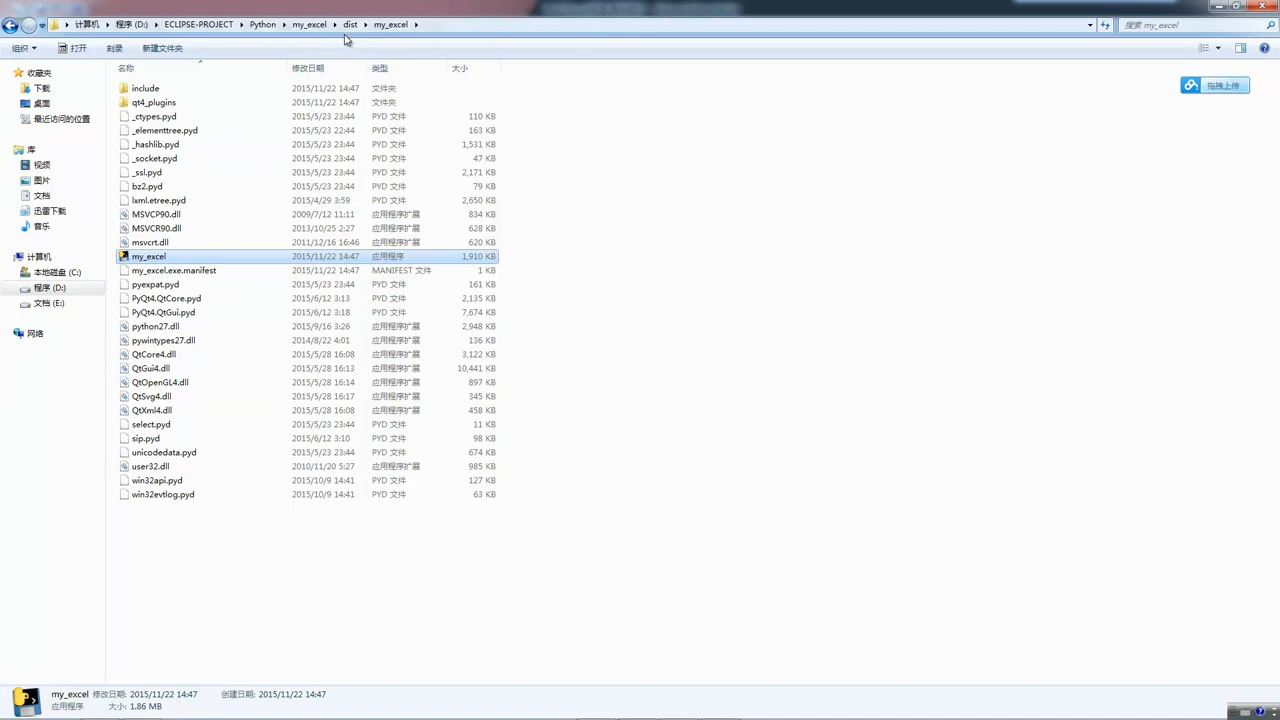 计算机 程序 (D:) ECLIPSE-PROJECT Python my_excel dist my_excel 搜索 my_excel
组织 打开 刻录 新建文件夹
名称 修改日期 类型 大小
拖拽上传
收藏夹
下载
桌面
最近访问的位置
库
视频
图片
文档
迅雷下载
音乐
计算机
本地磁盘 (C:)
程序 (D:)
文档 (E:)
网络
include 2015/11/22 14:47 文件夹
qt4_plugins 2015/11/22 14:47 文件夹
_ctypes.pyd 2015/5/23 23:44 PYD 文件 110 KB
_elementtree.pyd 2015/5/23 22:44 PYD 文件 163 KB
_hashlib.pyd 2015/5/23 23:44 PYD 文件 1,531 KB
_socket.pyd 2015/5/23 23:44 PYD 文件 47 KB
_ssl.pyd 2015/5/23 23:44 PYD 文件 2,171 KB
bz2.pyd 2015/5/23 23:44 PYD 文件 79 KB
lxml.etree.pyd 2015/4/29 3:59 PYD 文件 2,650 KB
MSVCP90.dll 2009/7/12 11:11 应用程序扩展 834 KB
MSVCR90.dll 2013/10/25 2:27 应用程序扩展 628 KB
msvcrt.dll 2011/12/16 16:46 应用程序扩展 620 KB
my_excel 2015/11/22 14:47 应用程序 1,910 KB
my_excel.exe.manifest 2015/11/22 14:47 MANIFEST 文件 1 KB
pyexpat.pyd 2015/5/23 23:44 PYD 文件 161 KB
PyQt4.QtCore.pyd 2015/6/12 3:13 PYD 文件 2,135 KB
PyQt4.QtGui.pyd 2015/6/12 3:18 PYD 文件 7,674 KB
python27.dll 2015/9/16 3:26 应用程序扩展 2,948 KB
pywintypes27.dll 2014/8/22 4:01 应用程序扩展 136 KB
QtCore4.dll 2015/5/28 16:08 应用程序扩展 3,122 KB
QtGui4.dll 2015/5/28 16:13 应用程序扩展 10,441 KB
QtOpenGL4.dll 2015/5/28 16:14 应用程序扩展 897 KB
QtSvg4.dll 2015/5/28 16:17 应用程序扩展 345 KB
QtXml4.dll 2015/5/28 16:08 应用程序扩展 458 KB
select.pyd 2015/5/23 23:44 PYD 文件 11 KB
sip.pyd 2015/6/12 3:10 PYD 文件 98 KB
unicodedata.pyd 2015/5/23 23:44 PYD 文件 674 KB
user32.dll 2010/11/20 5:27 应用程序扩展 985 KB
win32api.pyd 2015/10/9 14:41 PYD 文件 127 KB
win32evtlog.pyd 2015/10/9 14:41 PYD 文件 63 KB
my_excel 修改日期: 2015/11/22 14:47 创建日期: 2015/11/22 14:47
应用程序 大小: 1.86 MB